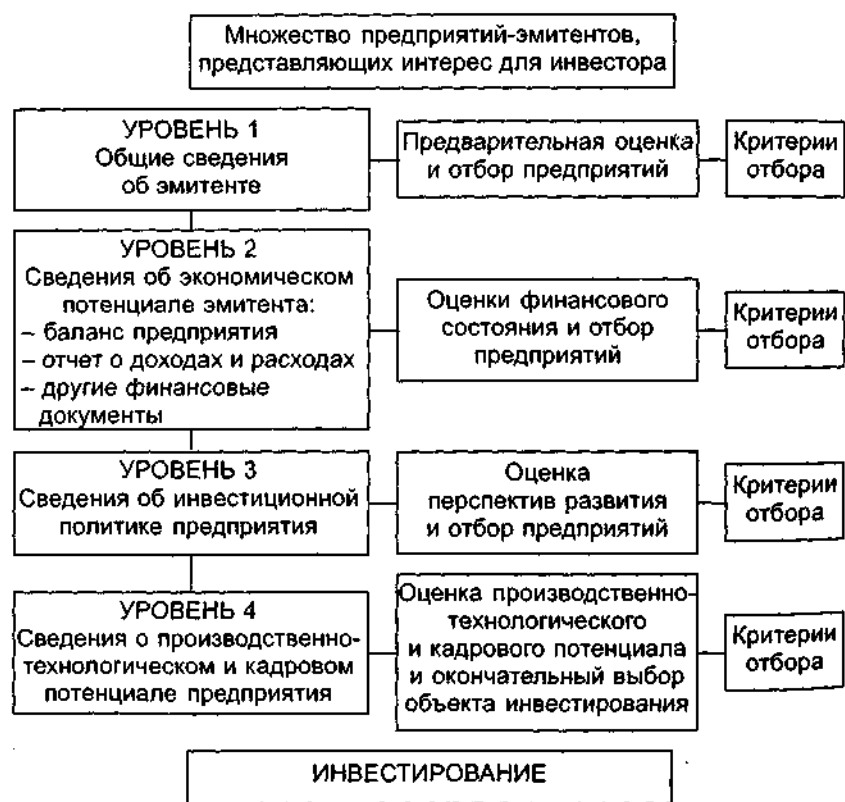 Множество предприятий-эмитентов,
представляющих интерес для инвестора
УРОВЕНЬ 1
Общие сведения
об эмитенте
Предварительная оценка
и отбор предприятий
Критерии
отбора
УРОВЕНЬ 2
Сведения об экономическом
потенциале эмитента:
– баланс предприятия
– отчет о доходах и расходах
– другие финансовые
документы
Оценки финансового
состояния и отбор
предприятий
Критерии
отбора
УРОВЕНЬ 3
Сведения об инвестиционной
политике предприятия
Оценка
перспектив развития
и отбор предприятий
Критерии
отбора
УРОВЕНЬ 4
Сведения о производственно-
технологическом и кадровом
потенциале предприятия
Оценка производственно-
технологического
и кадрового потенциала
и окончательный выбор
объекта инвестирования
Критерии
отбора
ИНВЕСТИРОВАНИЕ